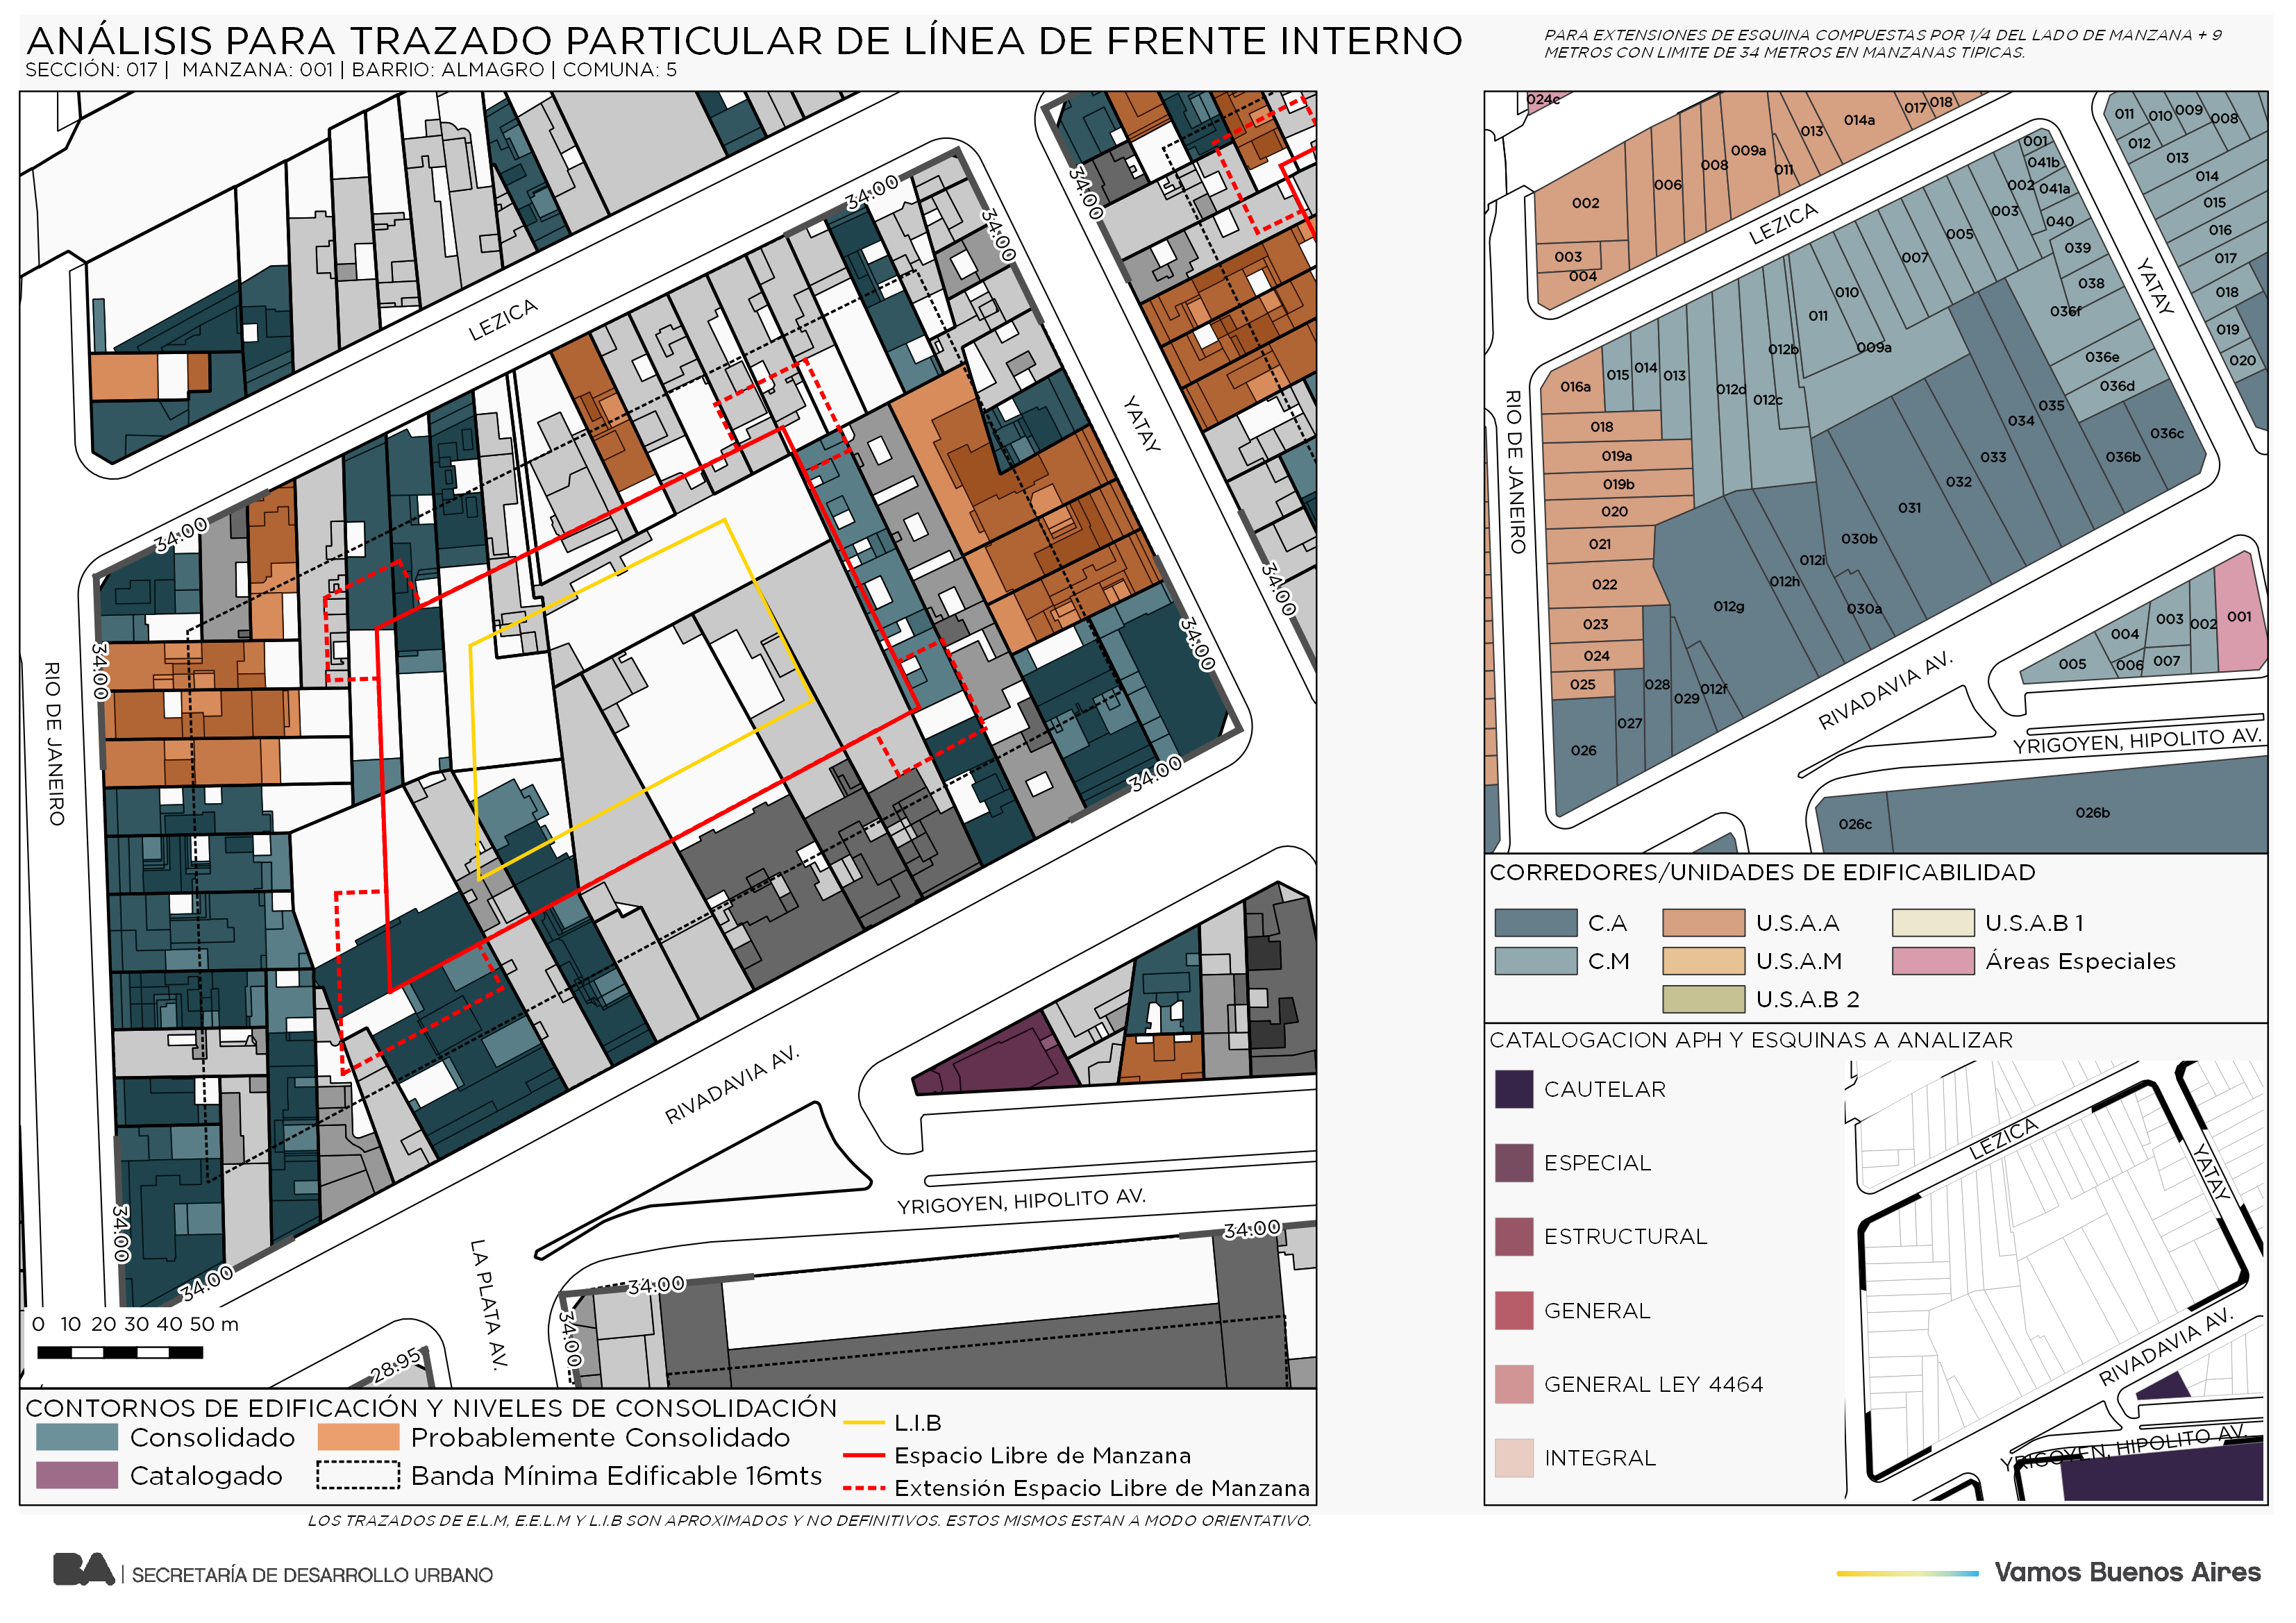 ANÁLISIS PARA TRAZADO PARTICULAR DE LÍNEA DE FRENTE INTERNO
SECCIÓN: 017 | MANZANA: 001 | BARRIO: ALMAGRO | COMUNA: 5
PARA EXTENSIONES DE ESQUINA COMPUESTAS POR 1/4 DEL LADO DE MANZANA + 9
METROS CON LIMITE DE 34 METROS EN MANZANAS TIPICAS.
34.00
34.00
34.00
LEZICA
YATAY
34.00
34.00
34.00
34.00
RIO DE JANEIRO
34.00
RIVADAVIA AV.
YRIGOYEN, HIPOLITO AV.
34.00
34.00
34.00
34.00
34.00
LA PLATA AV.
28.95
0 10 20 30 40 50 m
CONTORNOS DE EDIFICACIÓN Y NIVELES DE CONSOLIDACIÓN
Consolidado
Probablemente Consolidado
Catalogado
Banda Mínima Edificable 16mts
L.I.B
Espacio Libre de Manzana
Extensión Espacio Libre de Manzana
LOS TRAZADOS DE E.L.M, E.E.L.M Y L.I.B SON APROXIMADOS Y NO DEFINITIVOS. ESTOS MISMOS ESTAN A MODO ORIENTATIVO.
024c
017
018
014a
013
009a
011
008
006
002
003
004
LEZICA
011
010
009
008
012
013
014
015
016
017
018
019
020
YATAY
001
041b
041a
002
040
003
039
005
038
007
036f
010
011
012b
009a
036e
036d
012d
012c
035
034
036c
036b
033
032
031
016a
015
014
013
018
019a
019b
020
021
022
023
024
025
026
027
028
029
012f
012g
012h
012i
030b
030a
RIO DE JANEIRO
RIVADAVIA AV.
YRIGOYEN, HIPOLITO AV.
001
002
003
004
005
006
007
026c
026b
CORREDORES/UNIDADES DE EDIFICABILIDAD
C.A
U.S.A.A
U.S.A.B 1
C.M
U.S.A.M
Áreas Especiales
U.S.A.B 2
CATALOGACION APH Y ESQUINAS A ANALIZAR
CAUTELAR
ESPECIAL
ESTRUCTURAL
GENERAL
GENERAL LEY 4464
INTEGRAL
LEZICA
YATAY
RIVADAVIA AV.
YRIGOYEN, HIPOLITO AV.
BA | SECRETARÍA DE DESARROLLO URBANO
Vamos Buenos Aires